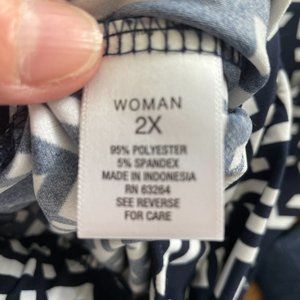 WOMAN
2X
95% POLYESTER
5% SPANDEX
MADE IN INDONESIA
RN 63264
SEE REVERSE
FOR CARE